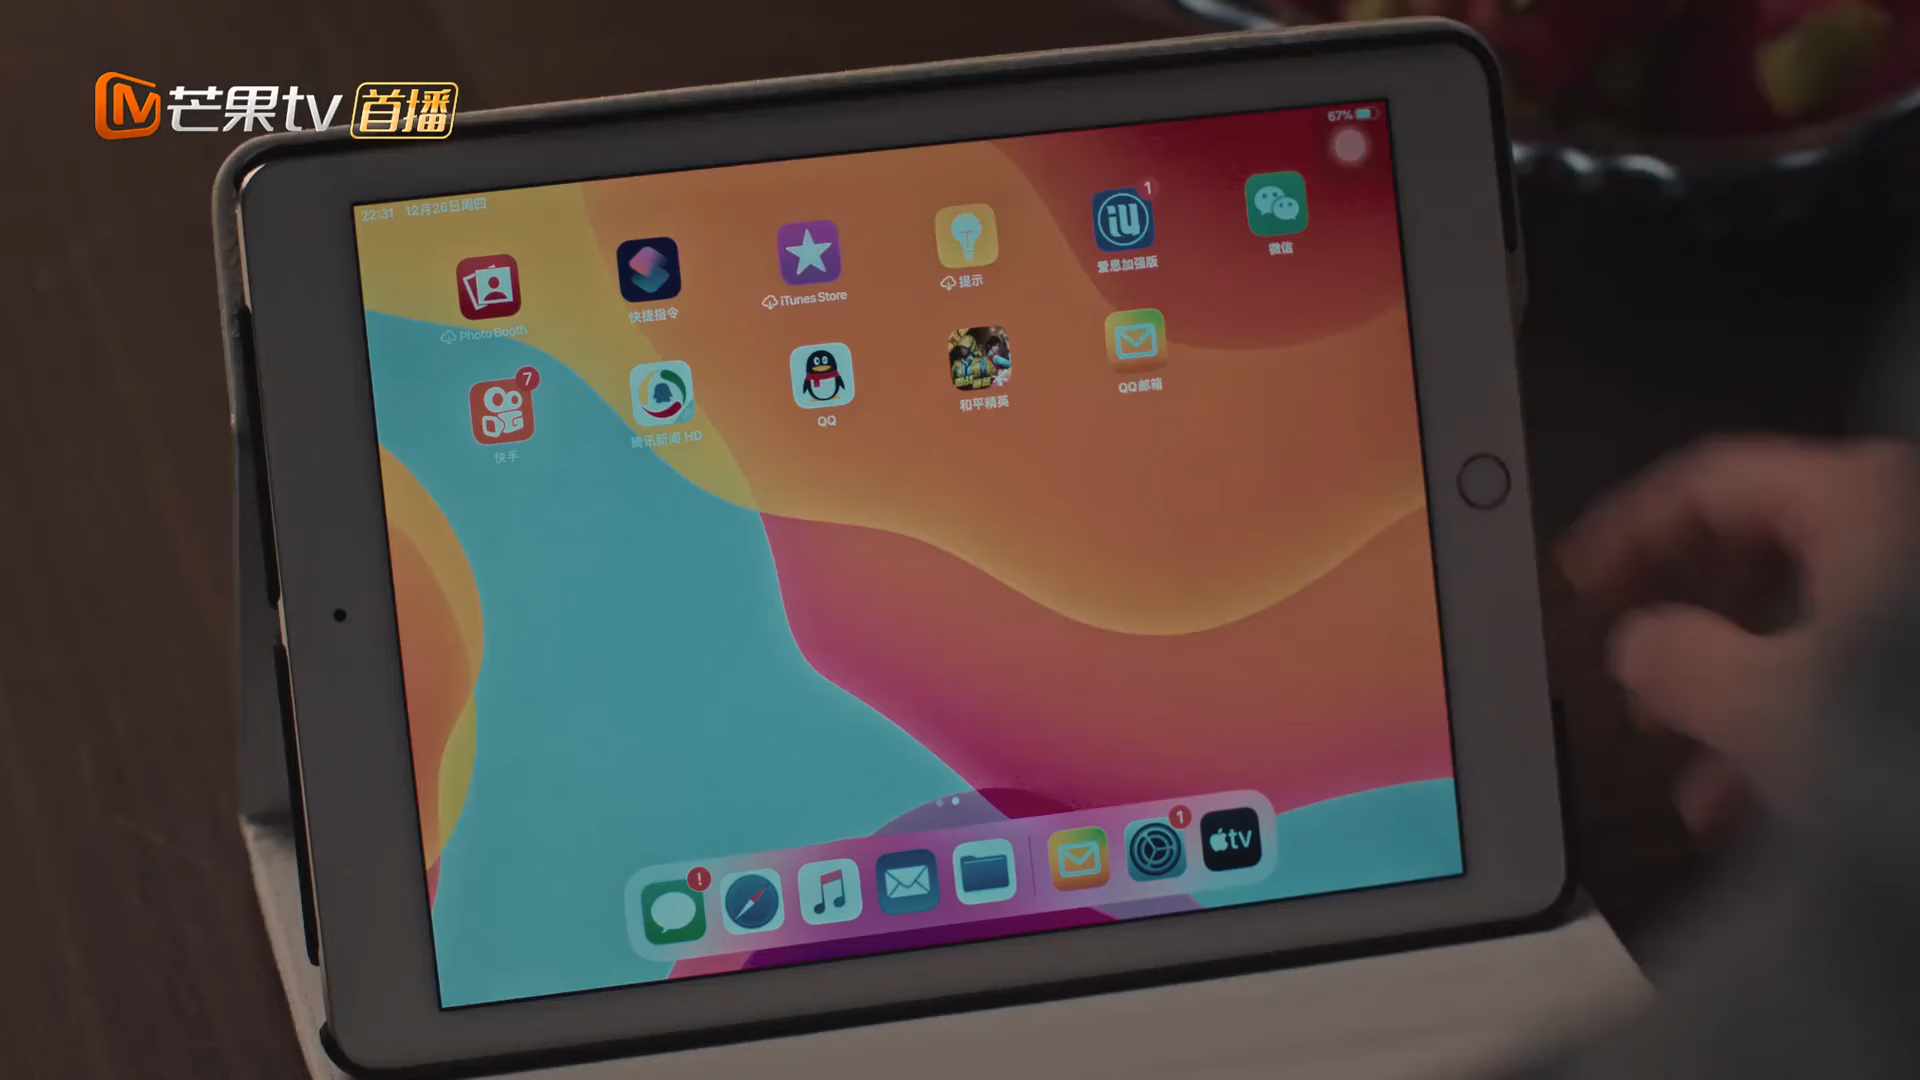 芒果tv 首播
67%
22:31 12月26日周四
Photo Booth
快捷指令
iTunes Store
提示
1
iU
爱思加强版
微信
7
快手
腾讯新闻 HD
QQ
和平精英
QQ邮箱
!
1
tv